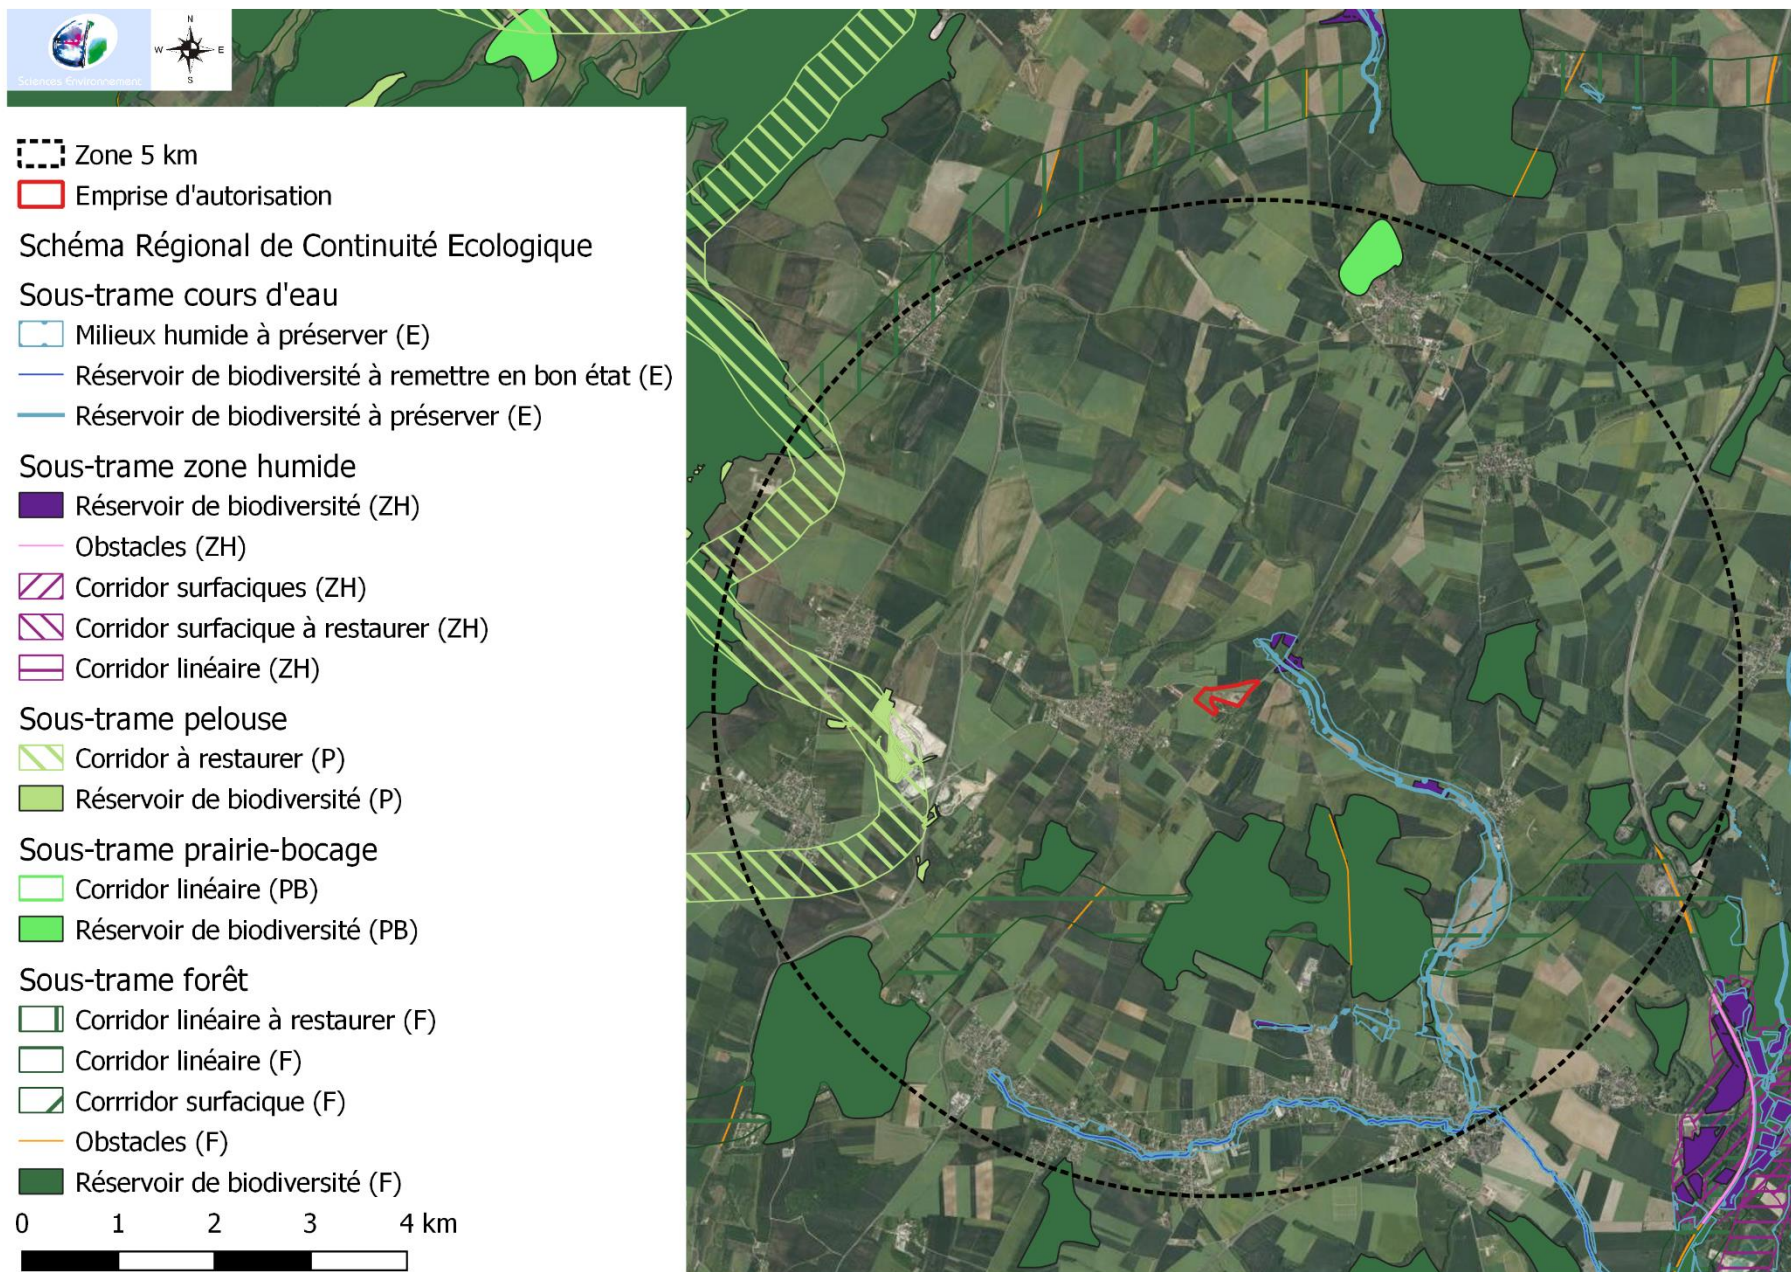 Sciences Environnement
N
W E
S
Zone 5 km
Emprise d'autorisation
Schéma Régional de Continuité Ecologique
Sous-trame cours d'eau
Milieux humide à préserver (E)
Réservoir de biodiversité à remettre en bon état (E)
Réservoir de biodiversité à préserver (E)
Sous-trame zone humide
Réservoir de biodiversité (ZH)
Obstacles (ZH)
Corridor surfaciques (ZH)
Corridor surfacique à restaurer (ZH)
Corridor linéaire (ZH)
Sous-trame pelouse
Corridor à restaurer (P)
Réservoir de biodiversité (P)
Sous-trame prairie-bocage
Corridor linéaire (PB)
Réservoir de biodiversité (PB)
Sous-trame forêt
Corridor linéaire à restaurer (F)
Corridor linéaire (F)
Corrridor surfacique (F)
Obstacles (F)
Réservoir de biodiversité (F)
0 1 2 3 4 km